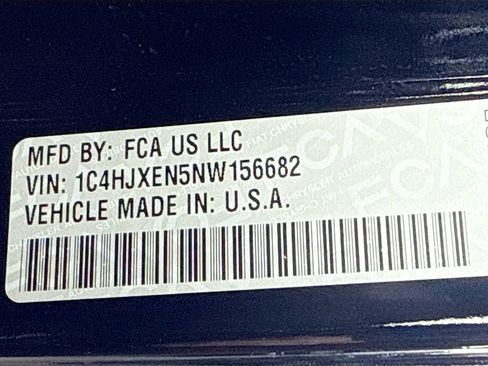 MFD BY: FCA US LLC
VIN: 1C4HJXEN5NW156682
VEHICLE MADE IN: U.S.A.